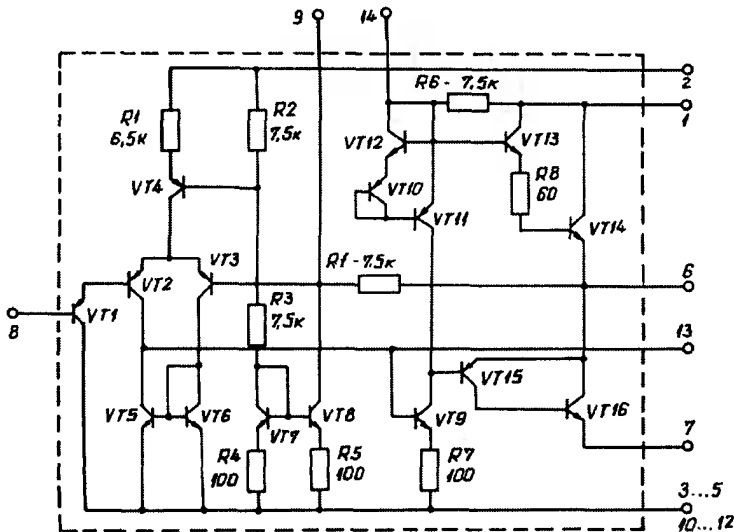 9
14
2
R6 - 7,5к
1
R1
6,5к
R2
7,5к
VT12
VT13
VT4
VT10
R8
60
VT11
VT14
VT3
R1 - 7,5к
6
VT2
8
VT1
R3
7,5к
13
VT15
VT5
VT6
VT7
VT8
VT9
VT16
7
R4
100
R5
100
R7
100
3...5
10...12